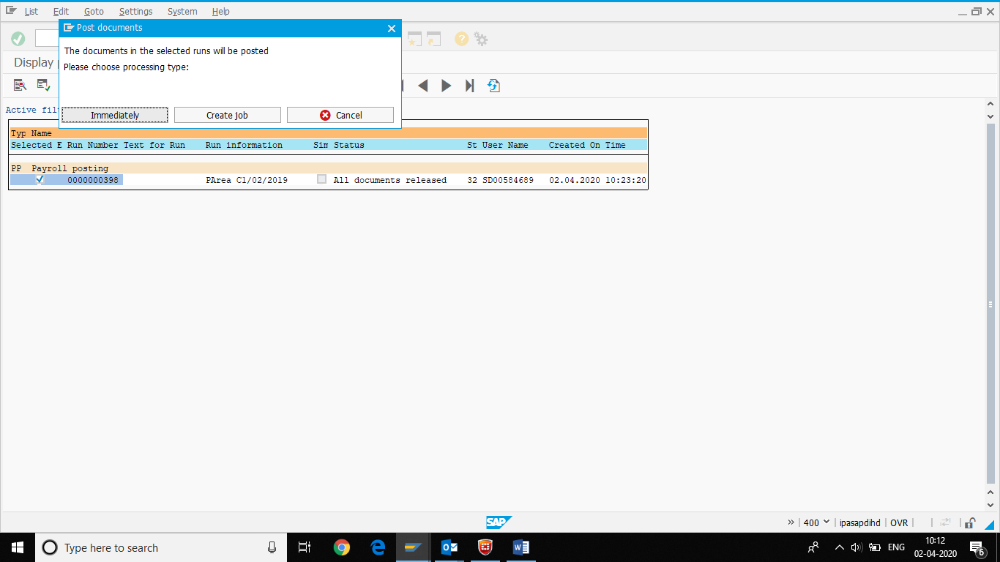 List Edit Goto Settings System Help
Post documents
The documents in the selected runs will be posted
Please choose processing type:
Immediately Create job Cancel
Display
Active
Typ Name
Selected E Run Number Text for Run Run information Sim Status St User Name Created On Time
PP Payroll posting
0000000398 PArea C1/02/2019 All documents released 32 SD00584689 02.04.2020 10:23:20
SAP
400 ipasapdihd OVR
Type here to search
ENG
10:12
02-04-2020
6